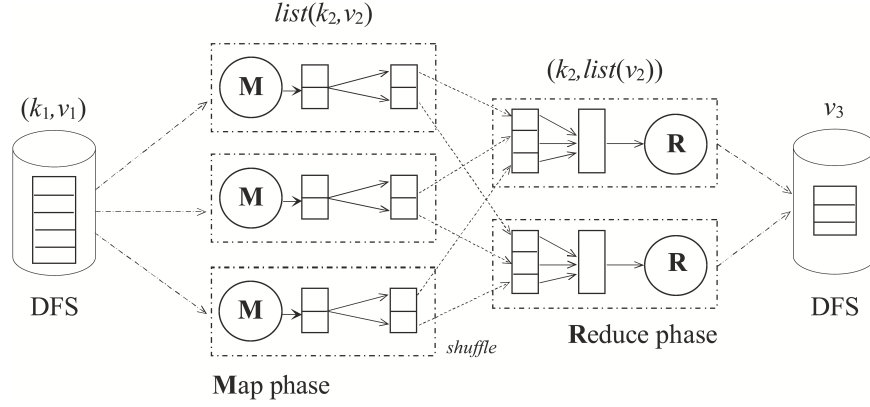 list(k2,v2)
(k1,v1)
(k2,list(v2))
v3
M
M
M
R
R
DFS
DFS
shuffle
Reduce phase
Map phase